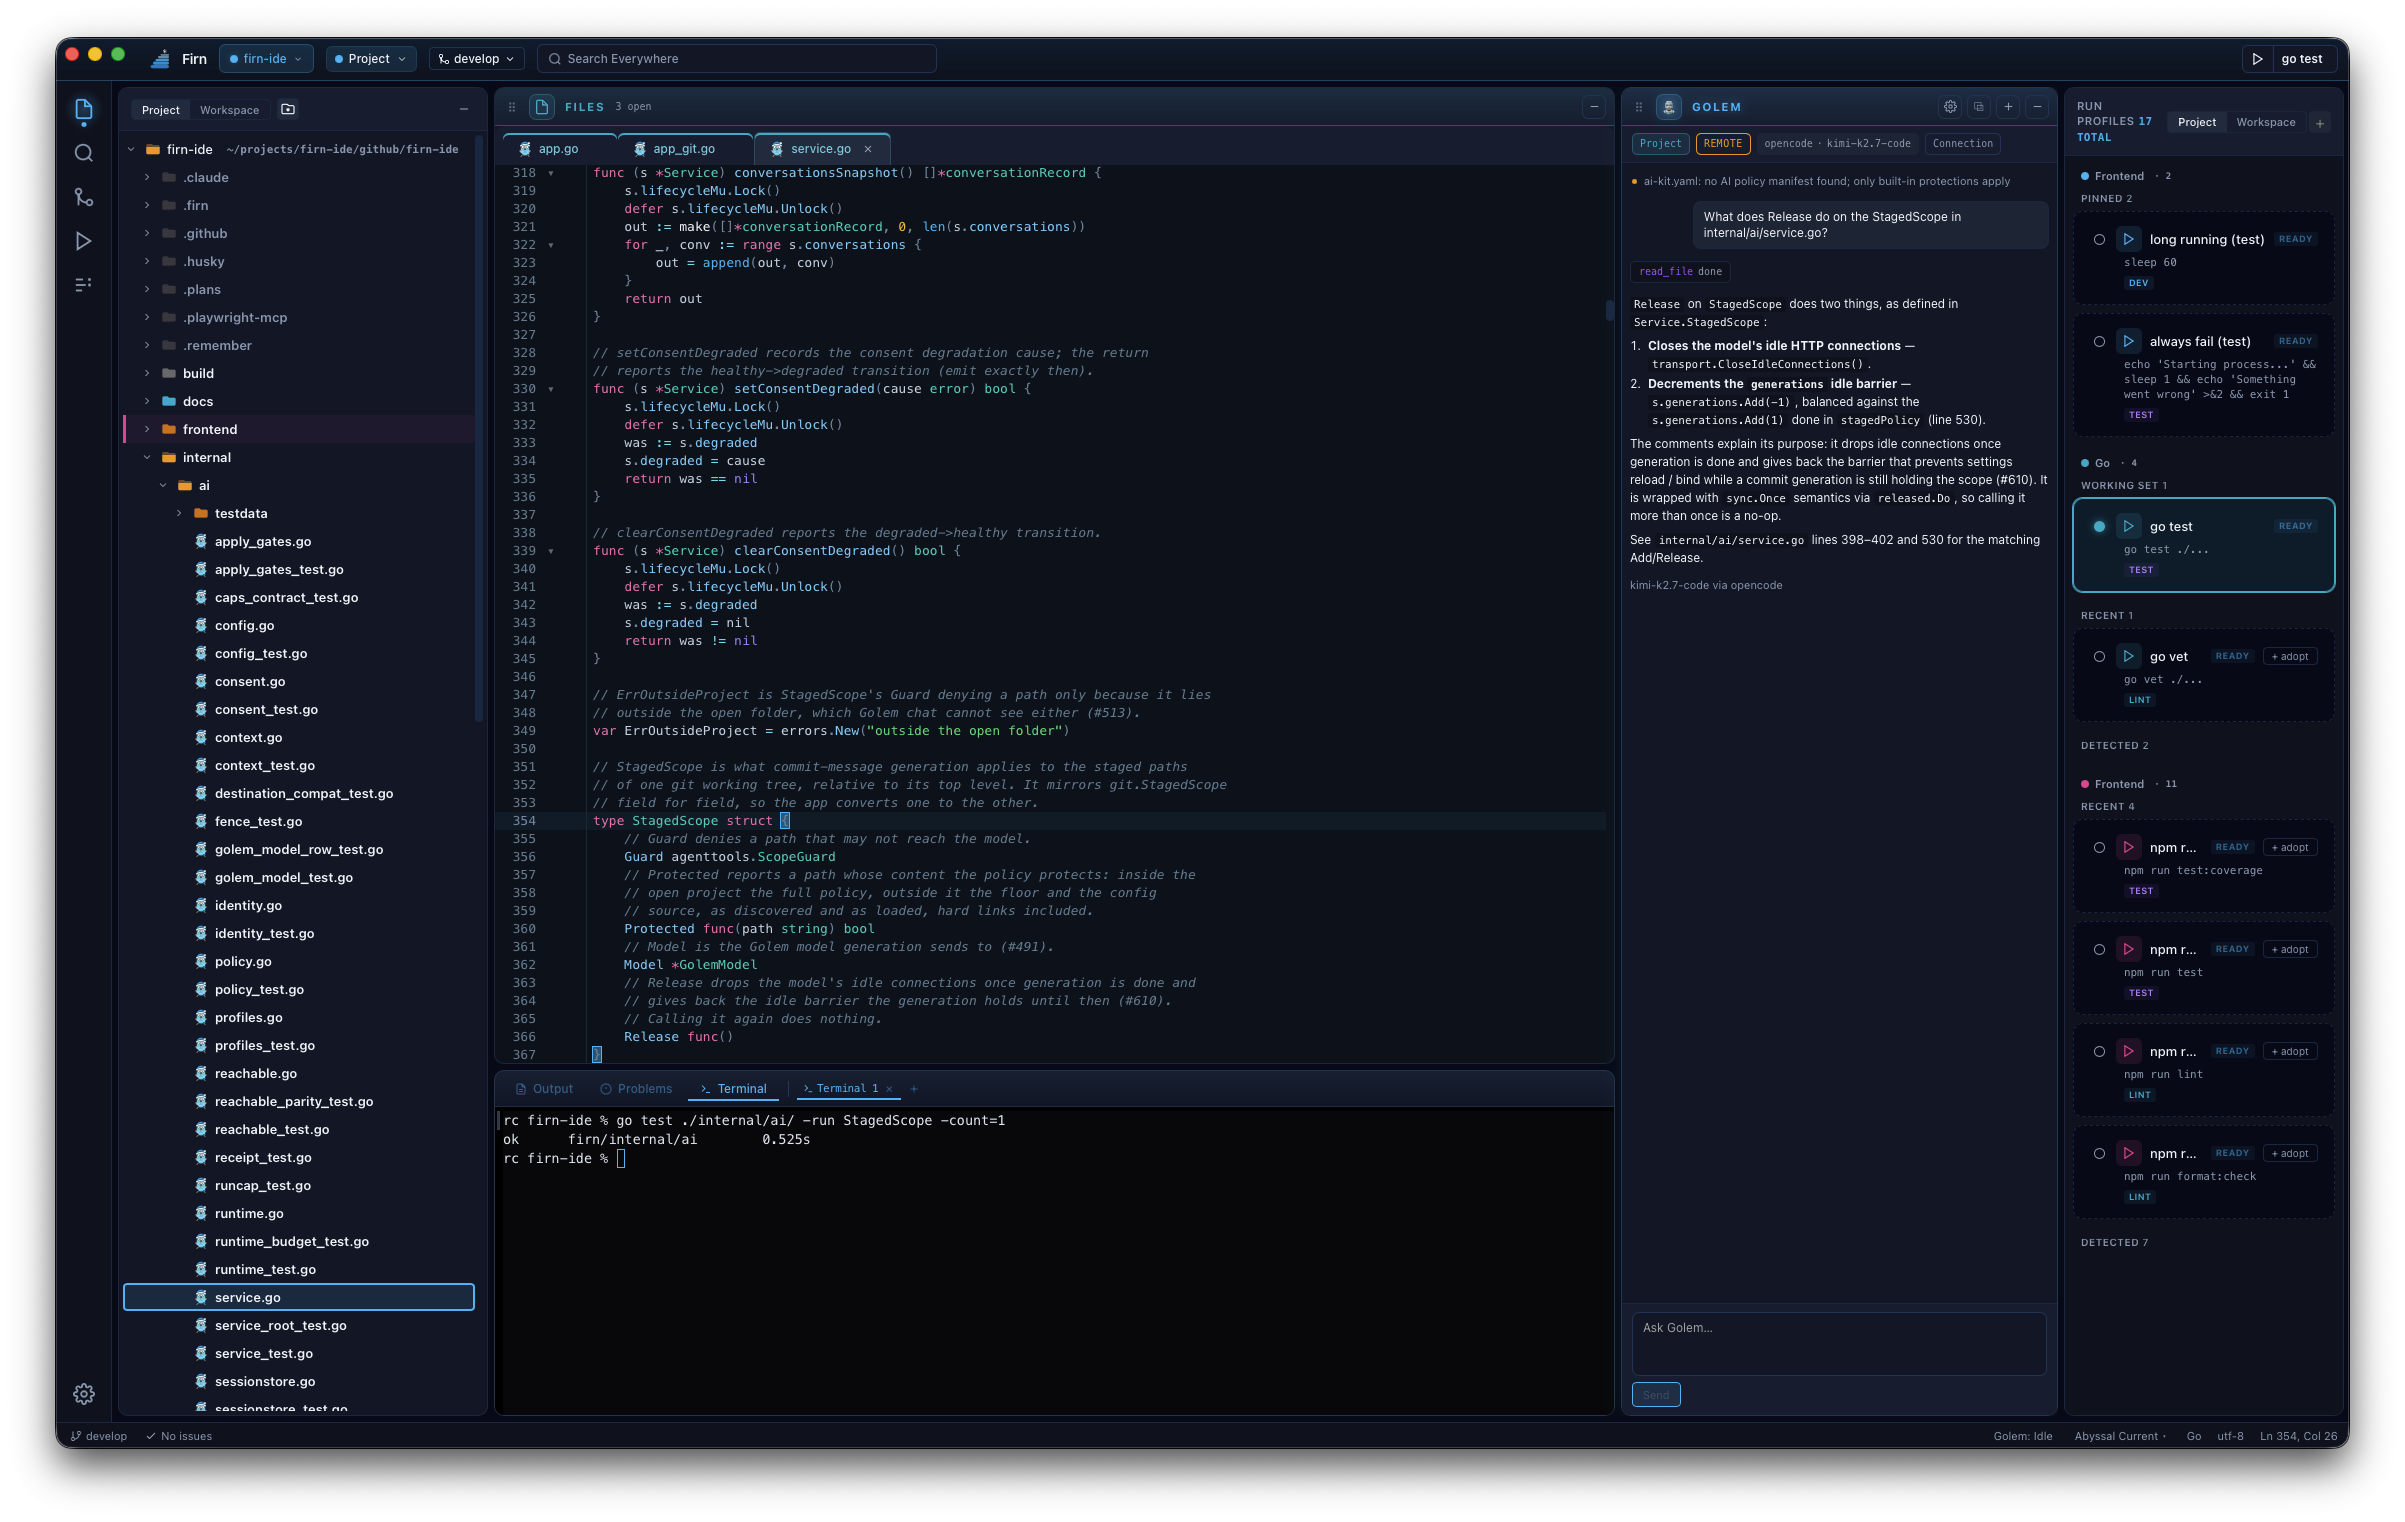 Firn firn-ide Project develop Search Everywhere go test
Project Workspace
firn-ide ~/projects/firn-ide/github/firn-ide
.claude
.firn
.github
.husky
.plans
.playwright-mcp
.remember
build
docs
frontend
internal
ai
testdata
apply_gates.go
apply_gates_test.go
caps_contract_test.go
config.go
config_test.go
consent.go
consent_test.go
context.go
context_test.go
destination_compat_test.go
fence_test.go
golem_model_row_test.go
golem_model_test.go
identity.go
identity_test.go
policy.go
policy_test.go
profiles.go
profiles_test.go
reachable.go
reachable_parity_test.go
reachable_test.go
receipt_test.go
runcap_test.go
runtime.go
runtime_budget_test.go
runtime_test.go
service.go
service_root_test.go
service_test.go
sessionstore.go
sessionstore_test.go
FILES 3 open
app.go app_git.go service.go ×
318 func (s *Service) conversationsSnapshot() []*conversationRecord {
319 s.lifecycleMu.Lock()
320 defer s.lifecycleMu.Unlock()
321 out := make([]*conversationRecord, 0, len(s.conversations))
322 for _, conv := range s.conversations {
323 out = append(out, conv)
324 }
325 return out
326 }
327
328 // setConsentDegraded records the consent degradation cause; the return
329 // reports the healthy->degraded transition (emit exactly then).
330 func (s *Service) setConsentDegraded(cause error) bool {
331 s.lifecycleMu.Lock()
332 defer s.lifecycleMu.Unlock()
333 was := s.degraded
334 s.degraded = cause
335 return was == nil
336 }
337
338 // clearConsentDegraded reports the degraded->healthy transition.
339 func (s *Service) clearConsentDegraded() bool {
340 s.lifecycleMu.Lock()
341 defer s.lifecycleMu.Unlock()
342 was := s.degraded
343 s.degraded = nil
344 return was != nil
345 }
346
347 // ErrOutsideProject is StagedScope's Guard denying a path only because it lies
348 // outside the open folder, which Golem chat cannot see either (#513).
349 var ErrOutsideProject = errors.New("outside the open folder")
350
351 // StagedScope is what commit-message generation applies to the staged paths
352 // of one git working tree, relative to its top level. It mirrors git.StagedScope
353 // field for field, so the app converts one to the other.
354 type StagedScope struct {
355 // Guard denies a path that may not reach the model.
356 Guard agenttools.ScopeGuard
357 // Protected reports a path whose content the policy protects: inside the
358 // open project the full policy, outside it the floor and the config
359 // source, as discovered and as loaded, hard links included.
360 Protected func(path string) bool
361 // Model is the Golem model generation sends to (#491).
362 Model *GolemModel
363 // Release drops the model's idle connections once generation is done and
364 // gives back the idle barrier the generation holds until then (#610).
365 // Calling it again does nothing.
366 Release func()
367 }
Output Problems Terminal Terminal 1 × +
rc firn-ide % go test ./internal/ai/ -run StagedScope -count=1
ok firn/internal/ai 0.525s
rc firn-ide %
GOLEM
Project REMOTE opencode · kimi-k2.7-code Connection
ai-kit.yaml: no AI policy manifest found; only built-in protections apply
What does Release do on the StagedScope in
internal/ai/service.go?
read_file done
Release on StagedScope does two things, as defined in
Service.StagedScope:
1. Closes the model's idle HTTP connections —
transport.CloseIdleConnections().
2. Decrements the generations idle barrier —
s.generations.Add(-1), balanced against the
s.generations.Add(1) done in stagedPolicy (line 530).
The comments explain its purpose: it drops idle connections once
generation is done and gives back the barrier that prevents settings
reload / bind while a commit generation is still holding the scope (#610). It
is wrapped with sync.Once semantics via released.Do, so calling it
more than once is a no-op.
See internal/ai/service.go lines 398–402 and 530 for the matching
Add/Release.
kimi-k2.7-code via opencode
Ask Golem...
Send
RUN
PROFILES 17
TOTAL
Project Workspace +
Frontend · 2
PINNED 2
long running (test) READY
sleep 60
DEV
always fail (test) READY
echo 'Starting process...' &&
sleep 1 && echo 'Something
went wrong' >&2 && exit 1
TEST
Go · 4
WORKING SET 1
go test READY
go test ./...
TEST
RECENT 1
go vet READY + adopt
go vet ./...
LINT
DETECTED 2
Frontend · 11
RECENT 4
npm r... READY + adopt
npm run test:coverage
TEST
npm r... READY + adopt
npm run test
TEST
npm r... READY + adopt
npm run lint
LINT
npm r... READY + adopt
npm run format:check
LINT
DETECTED 7
develop No issues Golem: Idle Abyssal Current · Go utf-8 Ln 354, Col 26